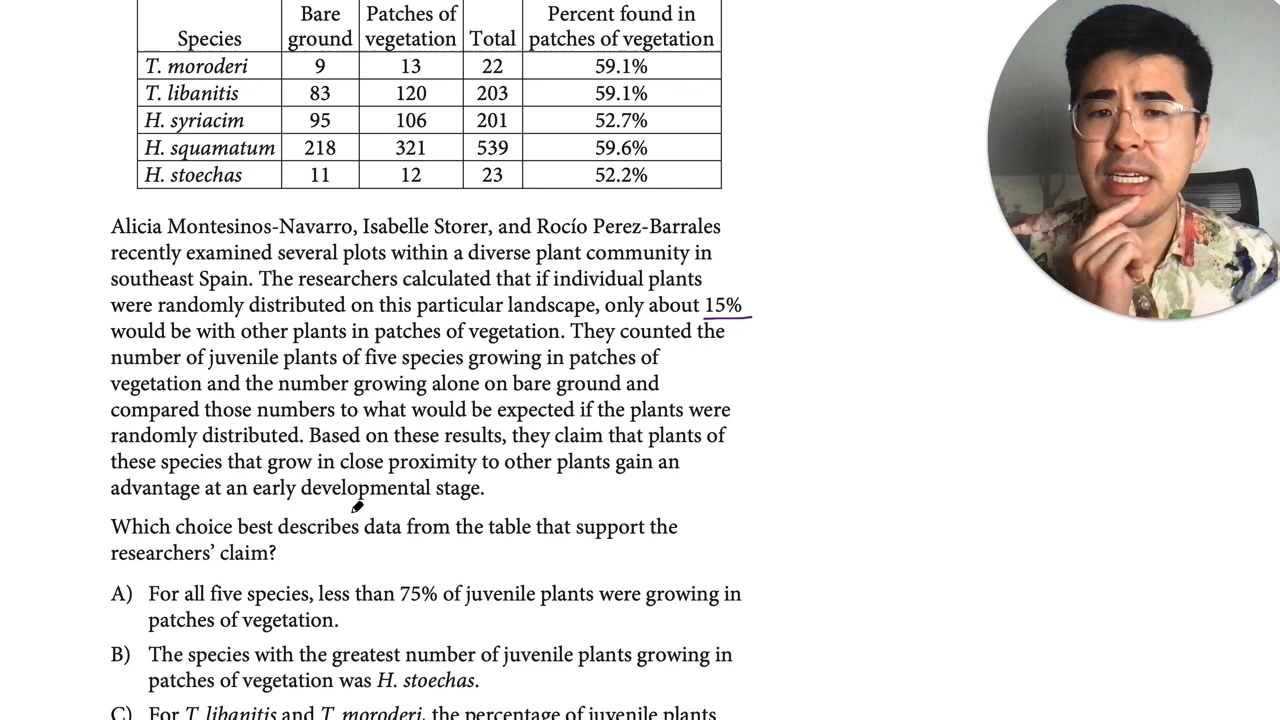 Species Bare ground Patches of vegetation Total Percent found in patches of vegetation
T. moroderi 9 13 22 59.1%
T. libanitis 83 120 203 59.1%
H. syriacim 95 106 201 52.7%
H. squamatum 218 321 539 59.6%
H. stoechas 11 12 23 52.2%
Alicia Montesinos-Navarro, Isabelle Storer, and Rocío Perez-Barrales
recently examined several plots within a diverse plant community in
southeast Spain. The researchers calculated that if individual plants
were randomly distributed on this particular landscape, only about 15%
would be with other plants in patches of vegetation. They counted the
number of juvenile plants of five species growing in patches of
vegetation and the number growing alone on bare ground and
compared those numbers to what would be expected if the plants were
randomly distributed. Based on these results, they claim that plants of
these species that grow in close proximity to other plants gain an
advantage at an early developmental stage.
Which choice best describes data from the table that support the
researchers’ claim?
A) For all five species, less than 75% of juvenile plants were growing in
patches of vegetation.
B) The species with the greatest number of juvenile plants growing in
patches of vegetation was H. stoechas.
C) For T. libanitis and T. moroderi, the percentage of juvenile plants